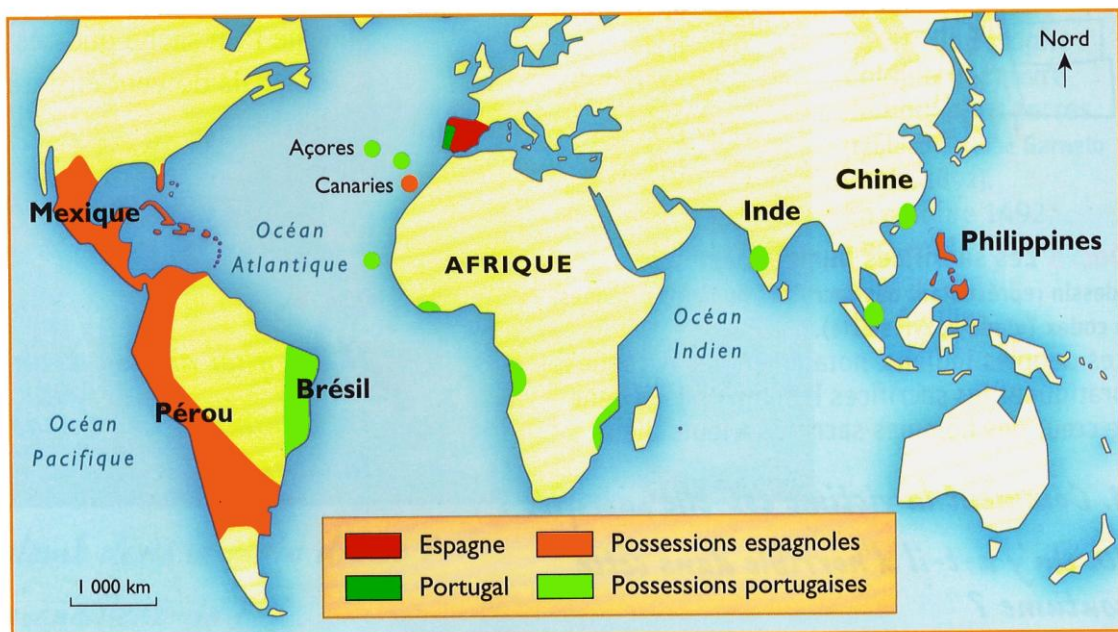 Nord
Açores
Canaries
Mexique
Océan
Atlantique
AFRIQUE
Inde
Chine
Philippines
Océan
Indien
Brésil
Pérou
Océan
Pacifique
Espagne
Possessions espagnoles
Portugal
Possessions portugaises
1 000 km